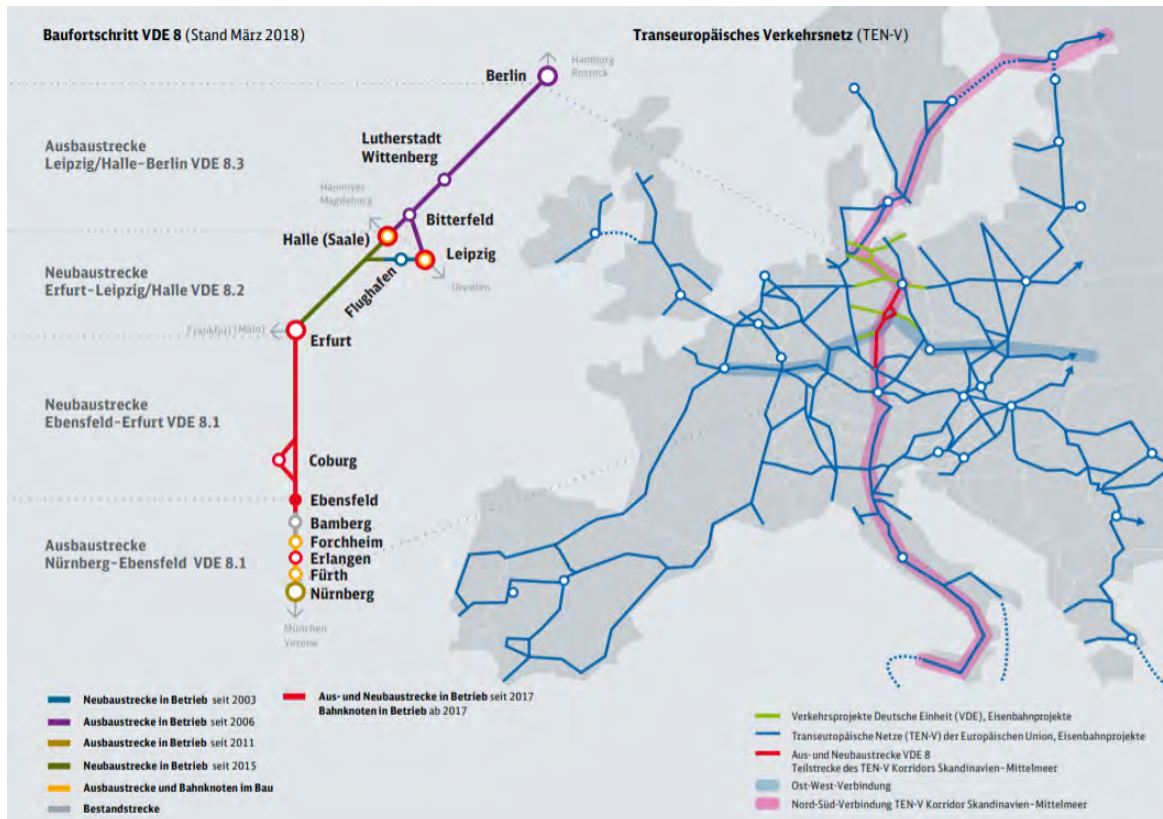 Baufortschritt VDE 8 (Stand März 2018)
Hamburg
Rostock
Berlin
Ausbaustrecke
Leipzig/Halle–Berlin VDE 8.3
Lutherstadt
Wittenberg
Hannover
Magdeburg
Bitterfeld
Halle (Saale)
Leipzig
Flughafen
Dresden
Neubaustrecke
Erfurt–Leipzig/Halle VDE 8.2
Frankfurt (Main)
Erfurt
Neubaustrecke
Ebensfeld–Erfurt VDE 8.1
Coburg
Ebensfeld
Bamberg
Forchheim
Erlangen
Fürth
Nürnberg
Ausbaustrecke
Nürnberg–Ebensfeld VDE 8.1
München
Verona
Neubaustrecke in Betrieb seit 2003
Ausbaustrecke in Betrieb seit 2006
Ausbaustrecke in Betrieb seit 2011
Neubaustrecke in Betrieb seit 2015
Ausbaustrecke und Bahnknoten im Bau
Bestandstrecke
Aus- und Neubaustrecke in Betrieb seit 2017
Bahnknoten in Betrieb ab 2017
Transeuropäisches Verkehrsnetz (TEN-V)
Verkehrsprojekte Deutsche Einheit (VDE), Eisenbahnprojekte
Transeuropäische Netze (TEN-V) der Europäischen Union, Eisenbahnprojekte
Aus- und Neubaustrecke VDE 8
Teilstrecke des TEN-V Korridors Skandinavien–Mittelmeer
Ost-West-Verbindung
Nord-Süd-Verbindung TEN-V Korridor Skandinavien–Mittelmeer